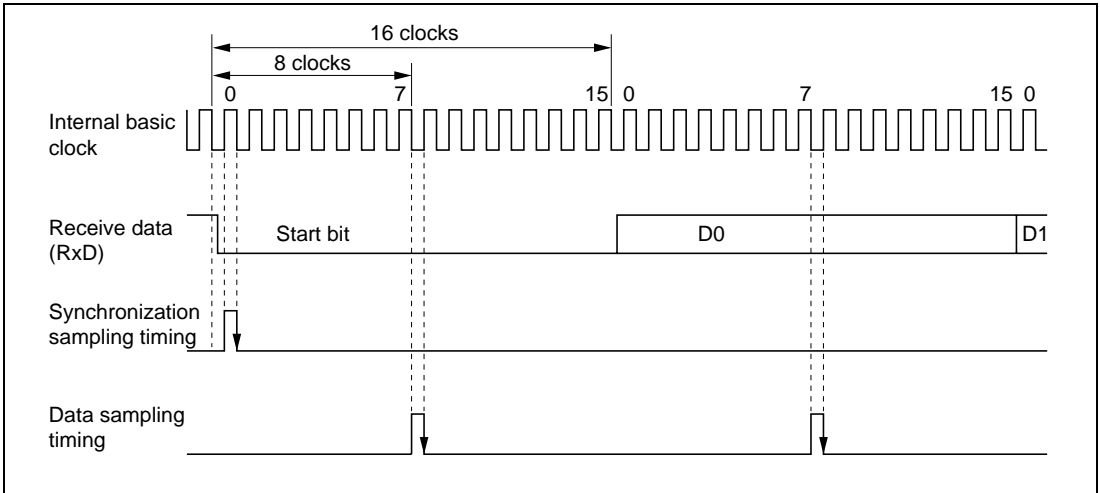 16 clocks
8 clocks
0 7 15 0 7 15 0
Internal basic
clock
Receive data
(RxD)
Start bit D0 D1
Synchronization
sampling timing
Data sampling
timing